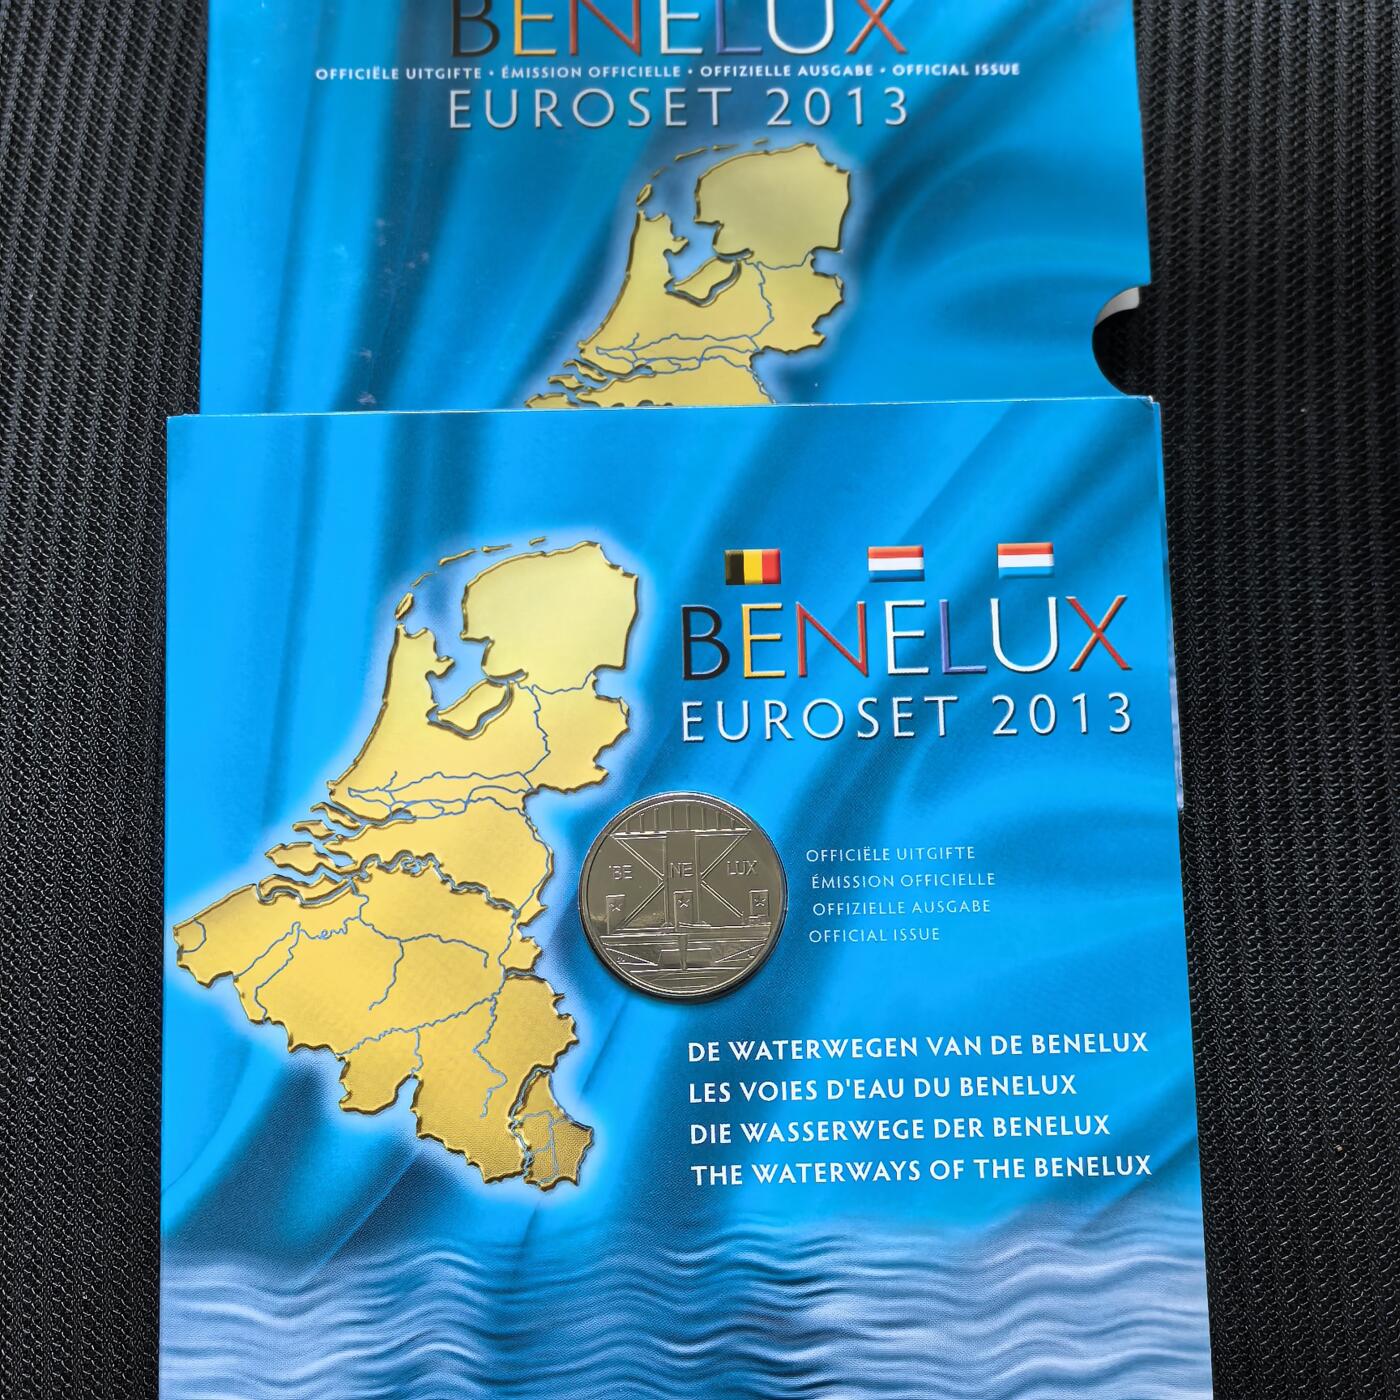 BENELUX
OFFICIËLE UITGIFTE • ÉMISSION OFFICIELLE • OFFIZIELLE AUSGABE • OFFICIAL ISSUE
EUROSET 2013
BENELUX
EUROSET 2013
BE NE LUX
OFFICIËLE UITGIFTE
ÉMISSION OFFICIELLE
OFFIZIELLE AUSGABE
OFFICIAL ISSUE
DE WATERWEGEN VAN DE BENELUX
LES VOIES D'EAU DU BENELUX
DIE WASSERWEGE DER BENELUX
THE WATERWAYS OF THE BENELUX